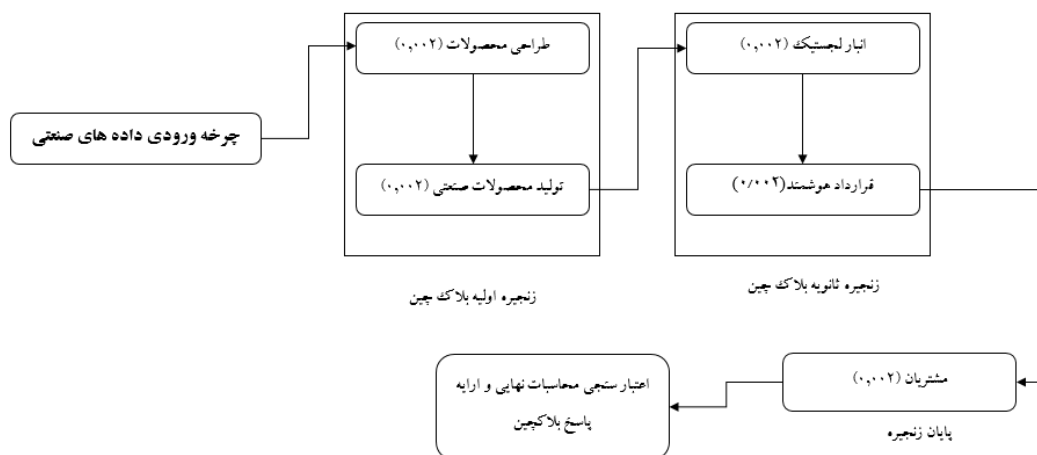 طراحی محصولات (۰,۰۰۲)
انبار لجستیک (۰,۰۰۲)
چرخه ورودی داده های صنعتی
تولید محصولات صنعتی (۰,۰۰۲)
قرارداد هوشمند(۰/۰۰۲)
زنجیره اولیه بلاک چین
زنجیره ثانویه بلاک چین
مشتریان (۰,۰۰۲)
پایان زنجیره
اعتبار سنجی محاسبات نهایی و ارایه
پاسخ بلاکچین